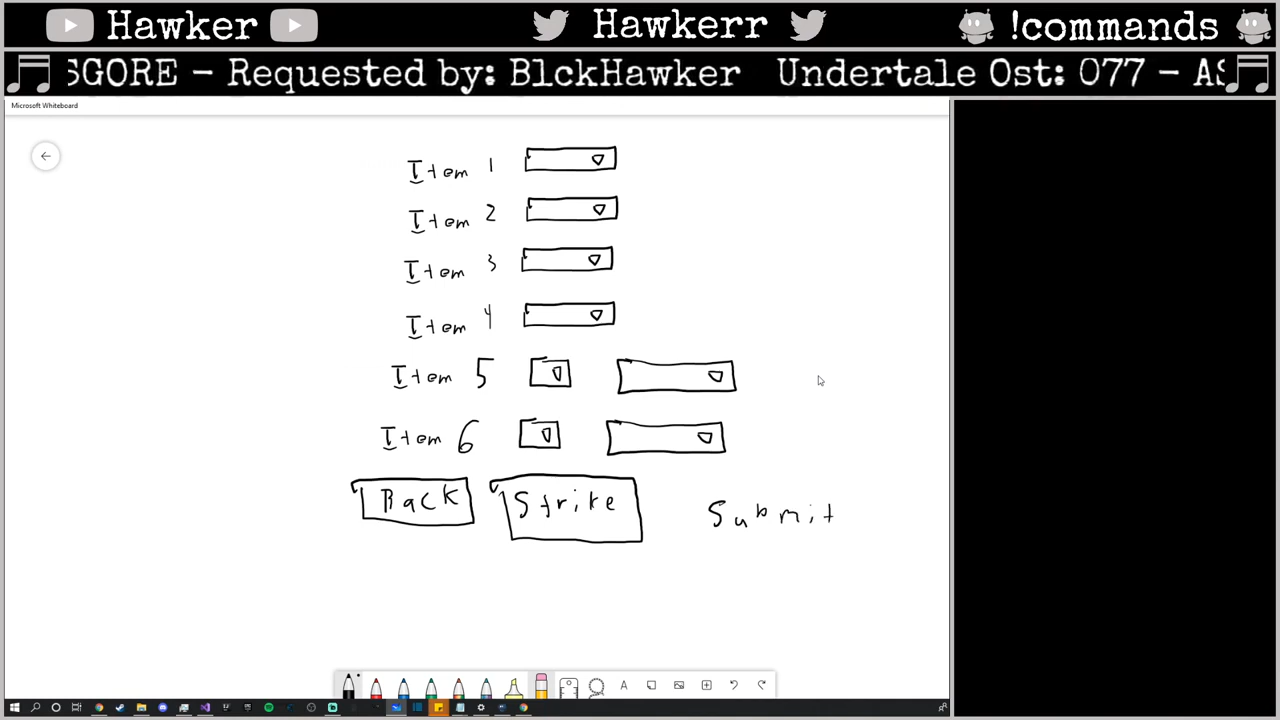 Hawker
Hawkerr
!commands
SGORE - Requested by: BlckHawker Undertale Ost: 077 - AS
Microsoft Whiteboard
Item 1
Item 2
Item 3
Item 4
Item 5
Item 6
Back Strike Submit
A